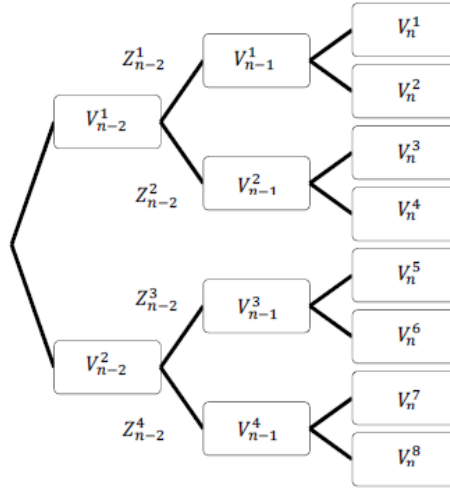 V_n^1
Z_{n-2}^1
V_{n-1}^1
V_n^2
V_{n-2}^1
V_n^3
Z_{n-2}^2
V_{n-1}^2
V_n^4
V_n^5
Z_{n-2}^3
V_{n-1}^3
V_n^6
V_{n-2}^2
V_n^7
Z_{n-2}^4
V_{n-1}^4
V_n^8